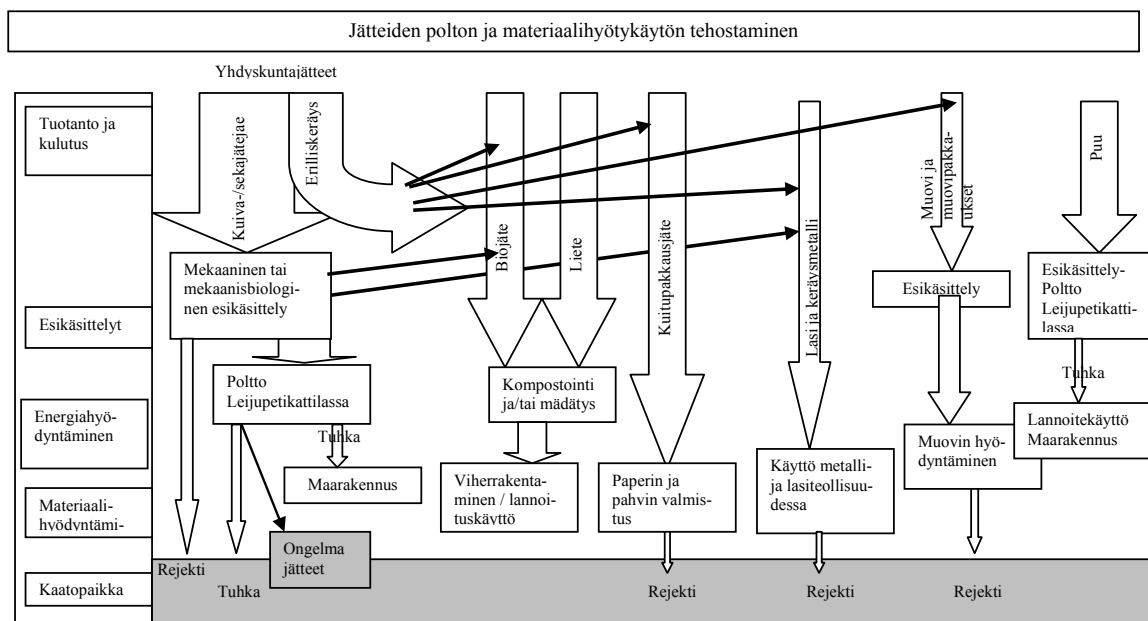 Jätteiden polton ja materiaalihyötykäytön tehostaminen
Yhdyskuntajätteet
Tuotanto ja
kulutus
Esikäsittelyt
Energiahyö-
dyntäminen
Materiaali-
hyödyntämi-
Kaatopaikka
Kuiva-/sekajätejae
Erilliskeräys
Mekaaninen tai
mekaanisbiologi-
nen esikäsittely
Poltto
Leijupetikattilassa
Tuhka
Maarakennus
Ongelma
jätteet
Rejekti
Tuhka
Biojäte
Liete
Kompostointi
ja/tai mädätys
Viherrakenta-
minen / lannoi-
tuskäyttö
Kuitupakkausjäte
Paperin ja
pahvin valmis-
tus
Rejekti
Lasi ja keräysmetalli
Käyttö metalli-
ja lasiteollisuu-
dessa
Rejekti
Muovi ja
muovipakka-
ukset
Esikäsittely
Muovin hyö-
dyntäminen
Rejekti
Puu
Esikäsittely-
Poltto
Leijupetikatti-
lassa
Tuhka
Lannoitekäyttö
Maarakennus